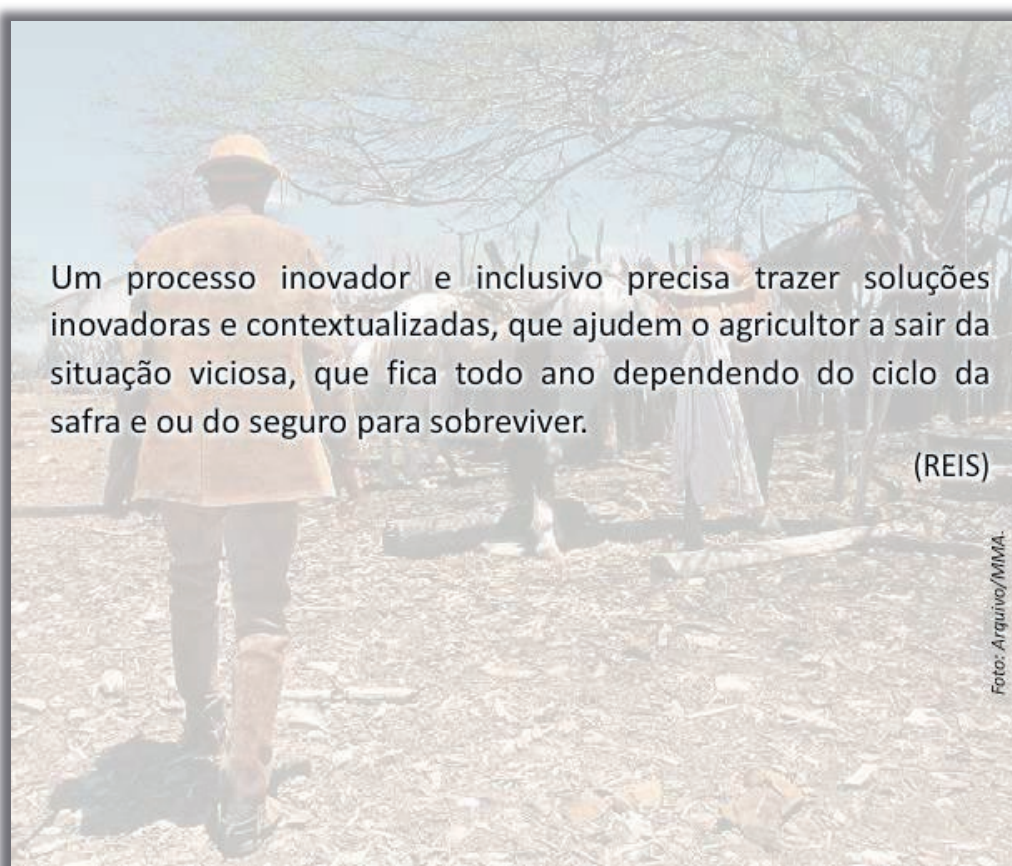 Um processo inovador e inclusivo precisa trazer soluções
inovadoras e contextualizadas, que ajudem o agricultor a sair da
situação viciosa, que fica todo ano dependendo do ciclo da
safra e ou do seguro para sobreviver.
(REIS)
Foto: Arquivo/MMA.